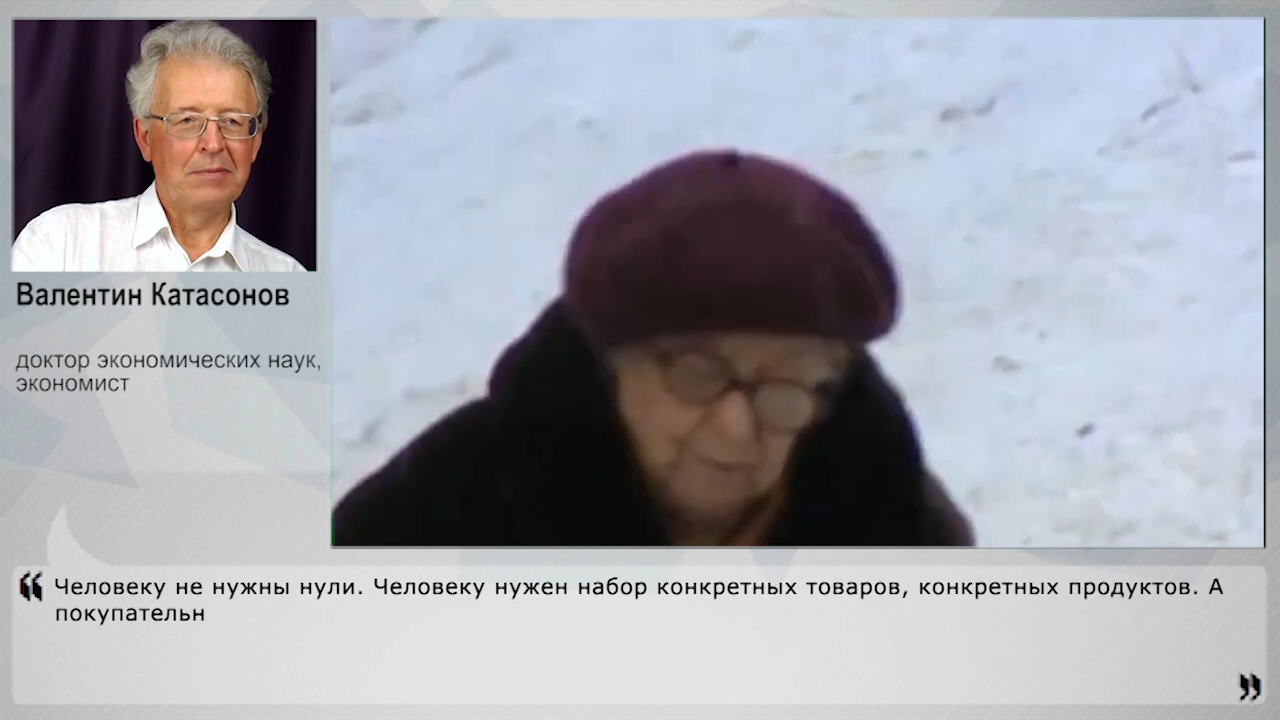 Валентин Катасонов
доктор экономических наук,
экономист
“ Человеку не нужны нули. Человеку нужен набор конкретных товаров, конкретных продуктов. А
покупательн
”